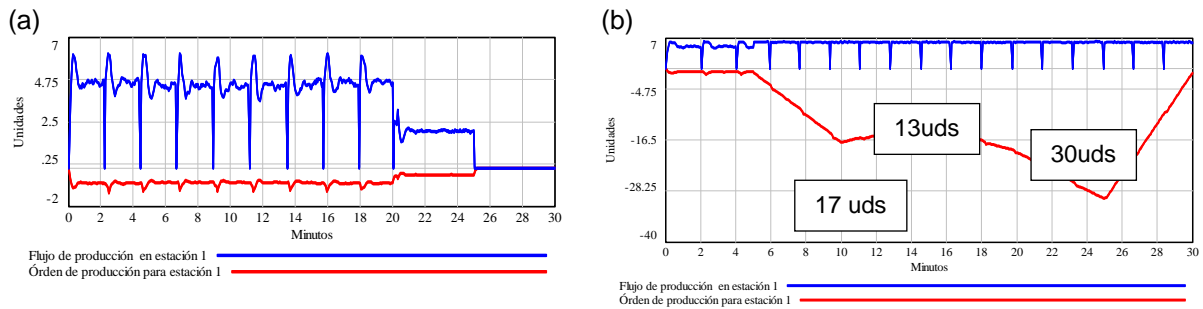 (a)
7
4.75
2.5
.25
-2
Unidades
0 2 4 6 8 10 12 14 16 18 20 22 24 26 28 30
Minutos
Flujo de producción en estación 1
Órden de producción para estación 1
(b)
7
-4.75
-16.5
-28.25
-40
Unidades
13uds
30uds
17 uds
0 2 4 6 8 10 12 14 16 18 20 22 24 26 28 30
Minutos
Flujo de producción en estación 1
Órden de producción para estación 1